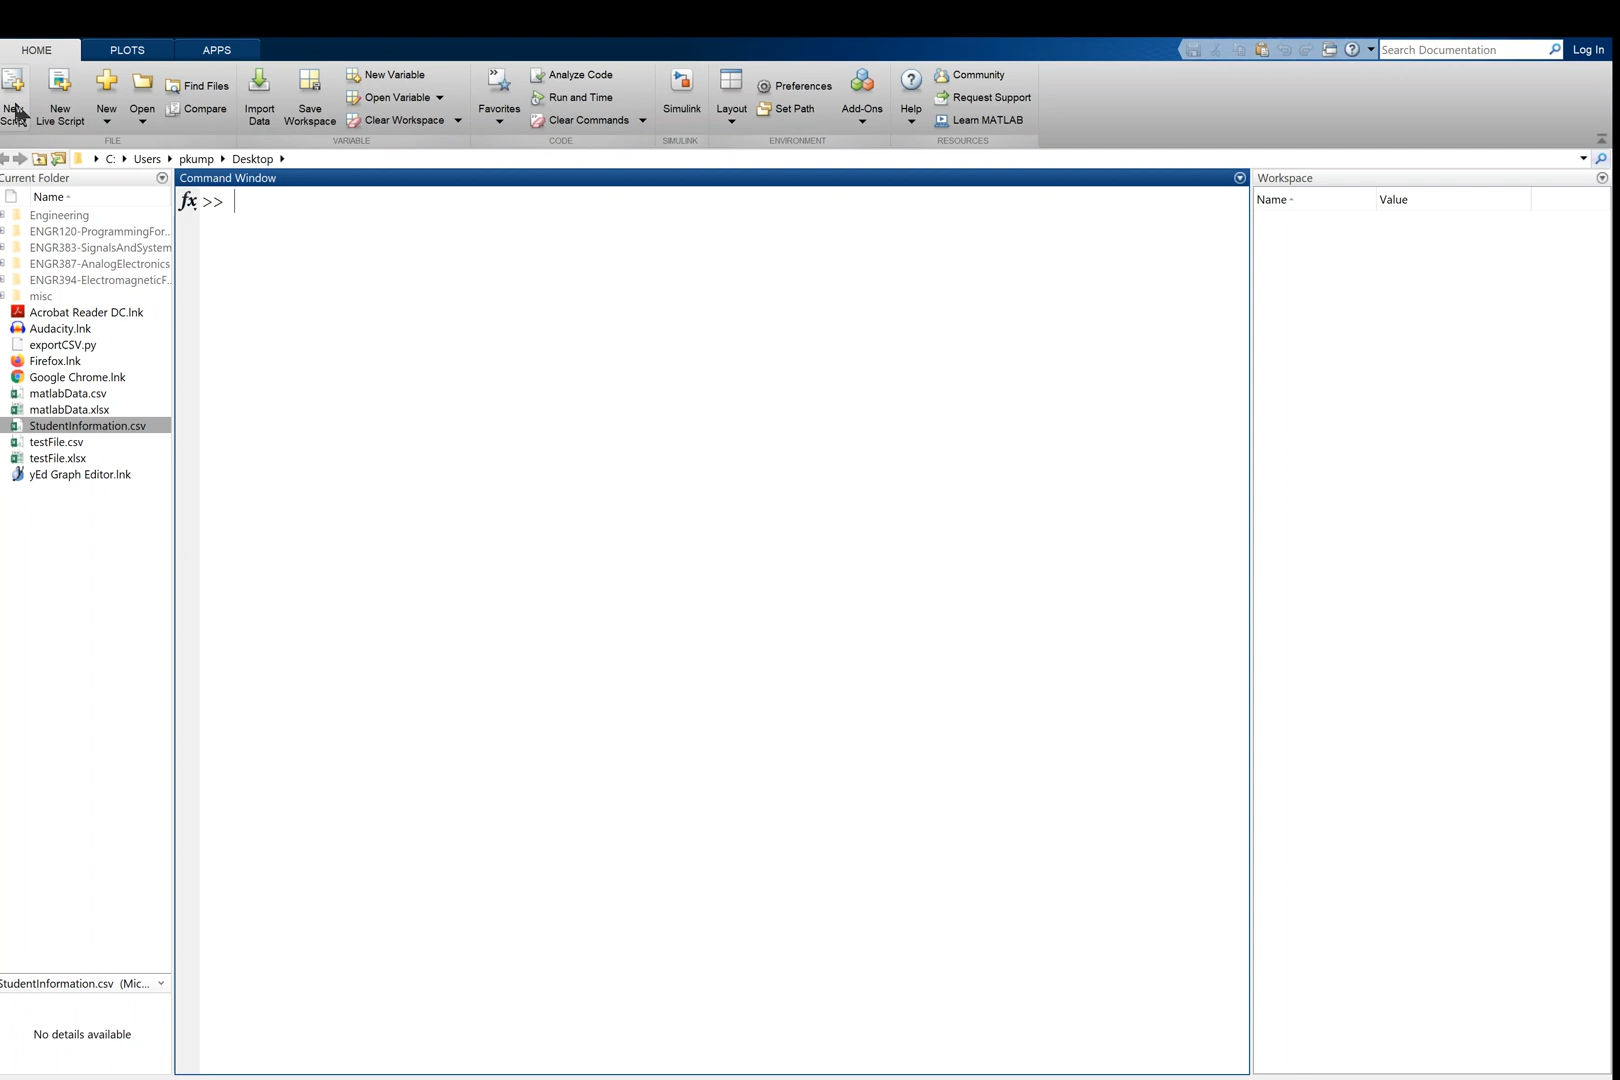 HOME PLOTS APPS Search Documentation Log In
New Script
New Live Script
New
Open
Find Files
Compare
FILE
Import Data
Save Workspace
New Variable
Open Variable
Clear Workspace
VARIABLE
Favorites
Analyze Code
Run and Time
Clear Commands
CODE
Simulink
SIMULINK
Layout
Preferences
Set Path
Add-Ons
ENVIRONMENT
Help
Community
Request Support
Learn MATLAB
RESOURCES
C: Users pkump Desktop
Current Folder
Name
Engineering
ENGR120-ProgrammingFor...
ENGR383-SignalsAndSystem
ENGR387-AnalogElectronics
ENGR394-ElectromagneticF...
misc
Acrobat Reader DC.lnk
Audacity.lnk
exportCSV.py
Firefox.lnk
Google Chrome.lnk
matlabData.csv
matlabData.xlsx
StudentInformation.csv
testFile.csv
testFile.xlsx
yEd Graph Editor.lnk
StudentInformation.csv (Mic...
No details available
Command Window
fx >>
Workspace
Name Value